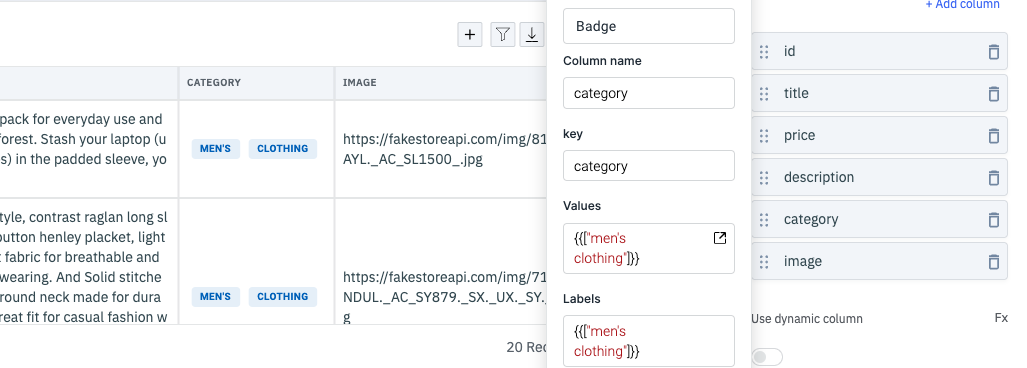 + Add column
CATEGORY
IMAGE
pack for everyday use and
forest. Stash your laptop (u
s) in the padded sleeve, yo
MEN'S
CLOTHING
https://fakestoreapi.com/img/81
AYL._AC_SL1500_.jpg
tyle, contrast raglan long sl
button henley placket, light
fabric for breathable and
wearing. And Solid stitche
round neck made for dura
reat fit for casual fashion w
MEN'S
CLOTHING
https://fakestoreapi.com/img/71
NDUL._AC_SY879._SX._UX._SY.
g
20 Rec
Badge
Column name
category
key
category
Values
{{["men's
clothing"]}}
Labels
{{["men's
clothing"]}}
id
title
price
description
category
image
Use dynamic column
Fx